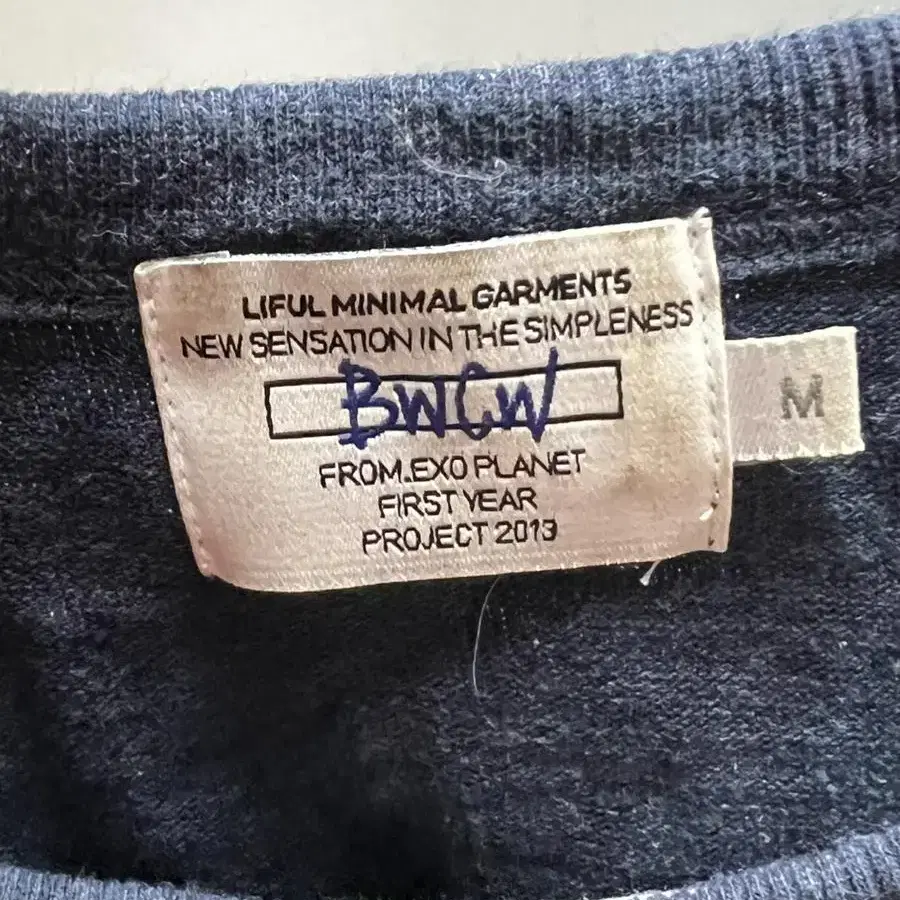 LIFUL MINIMAL GARMENTS
NEW SENSATION IN THE SIMPLENESS
BWCW
FROM.EXO PLANET
FIRST YEAR
PROJECT 2013
M